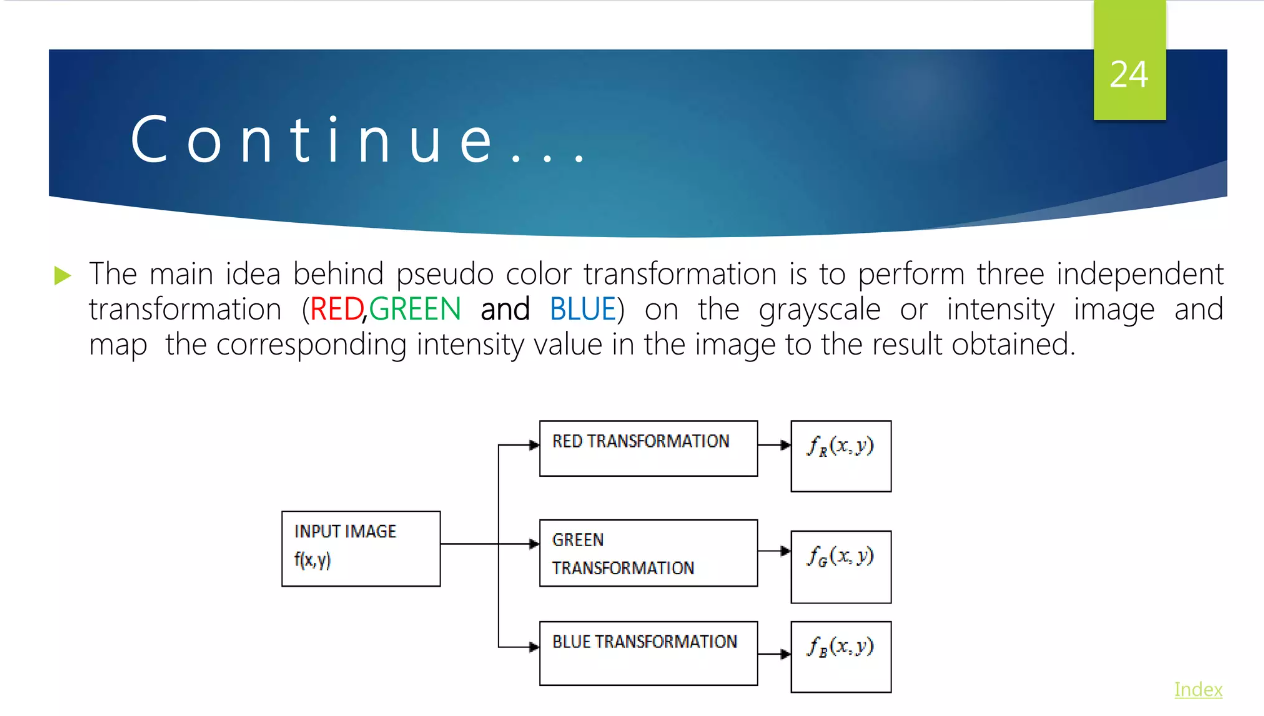 24
Continue...
The main idea behind pseudo color transformation is to perform three independent
transformation (RED,GREEN and BLUE) on the grayscale or intensity image and
map the corresponding intensity value in the image to the result obtained.
INPUT IMAGE
f(x,y)
RED TRANSFORMATION
f_R(x,y)
GREEN
TRANSFORMATION
f_G(x,y)
BLUE TRANSFORMATION
f_B(x,y)
Index